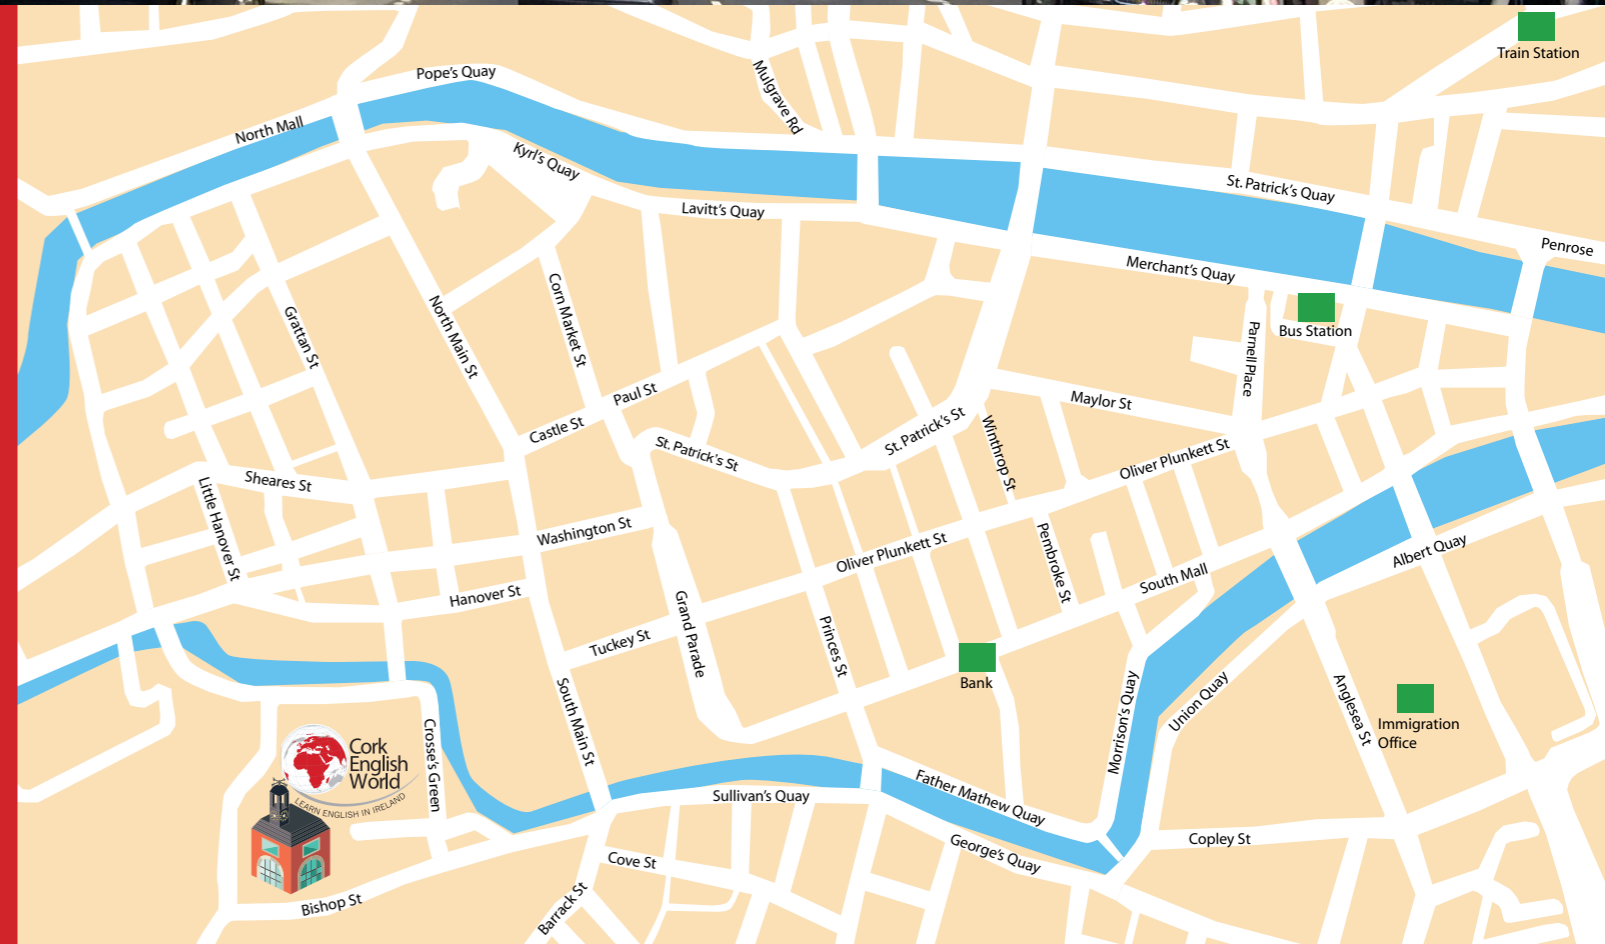 Train Station
Pope's Quay
Mulgrave Rd
North Mall
Kyrl's Quay
St. Patrick's Quay
Lavitt's Quay
Penrose
Merchant's Quay
Corn Market St
Bus Station
Grattan St
North Main St
Parnell Place
Paul St
Maylor St
Castle St
St. Patrick's St
St. Patrick's St
Winthrop St
Oliver Plunkett St
Sheares St
Little Hanover St
Washington St
Oliver Plunkett St
Pembroke St
Albert Quay
South Mall
Hanover St
Grand Parade
Tuckey St
Princes St
Bank
South Main St
Morrison's Quay
Union Quay
Anglesea St
Immigration
Office
Crosse's Green
Cork
English
World
LEARN ENGLISH IN IRELAND
Sullivan's Quay
Father Mathew Quay
George's Quay
Copley St
Cove St
Barrack St
Bishop St